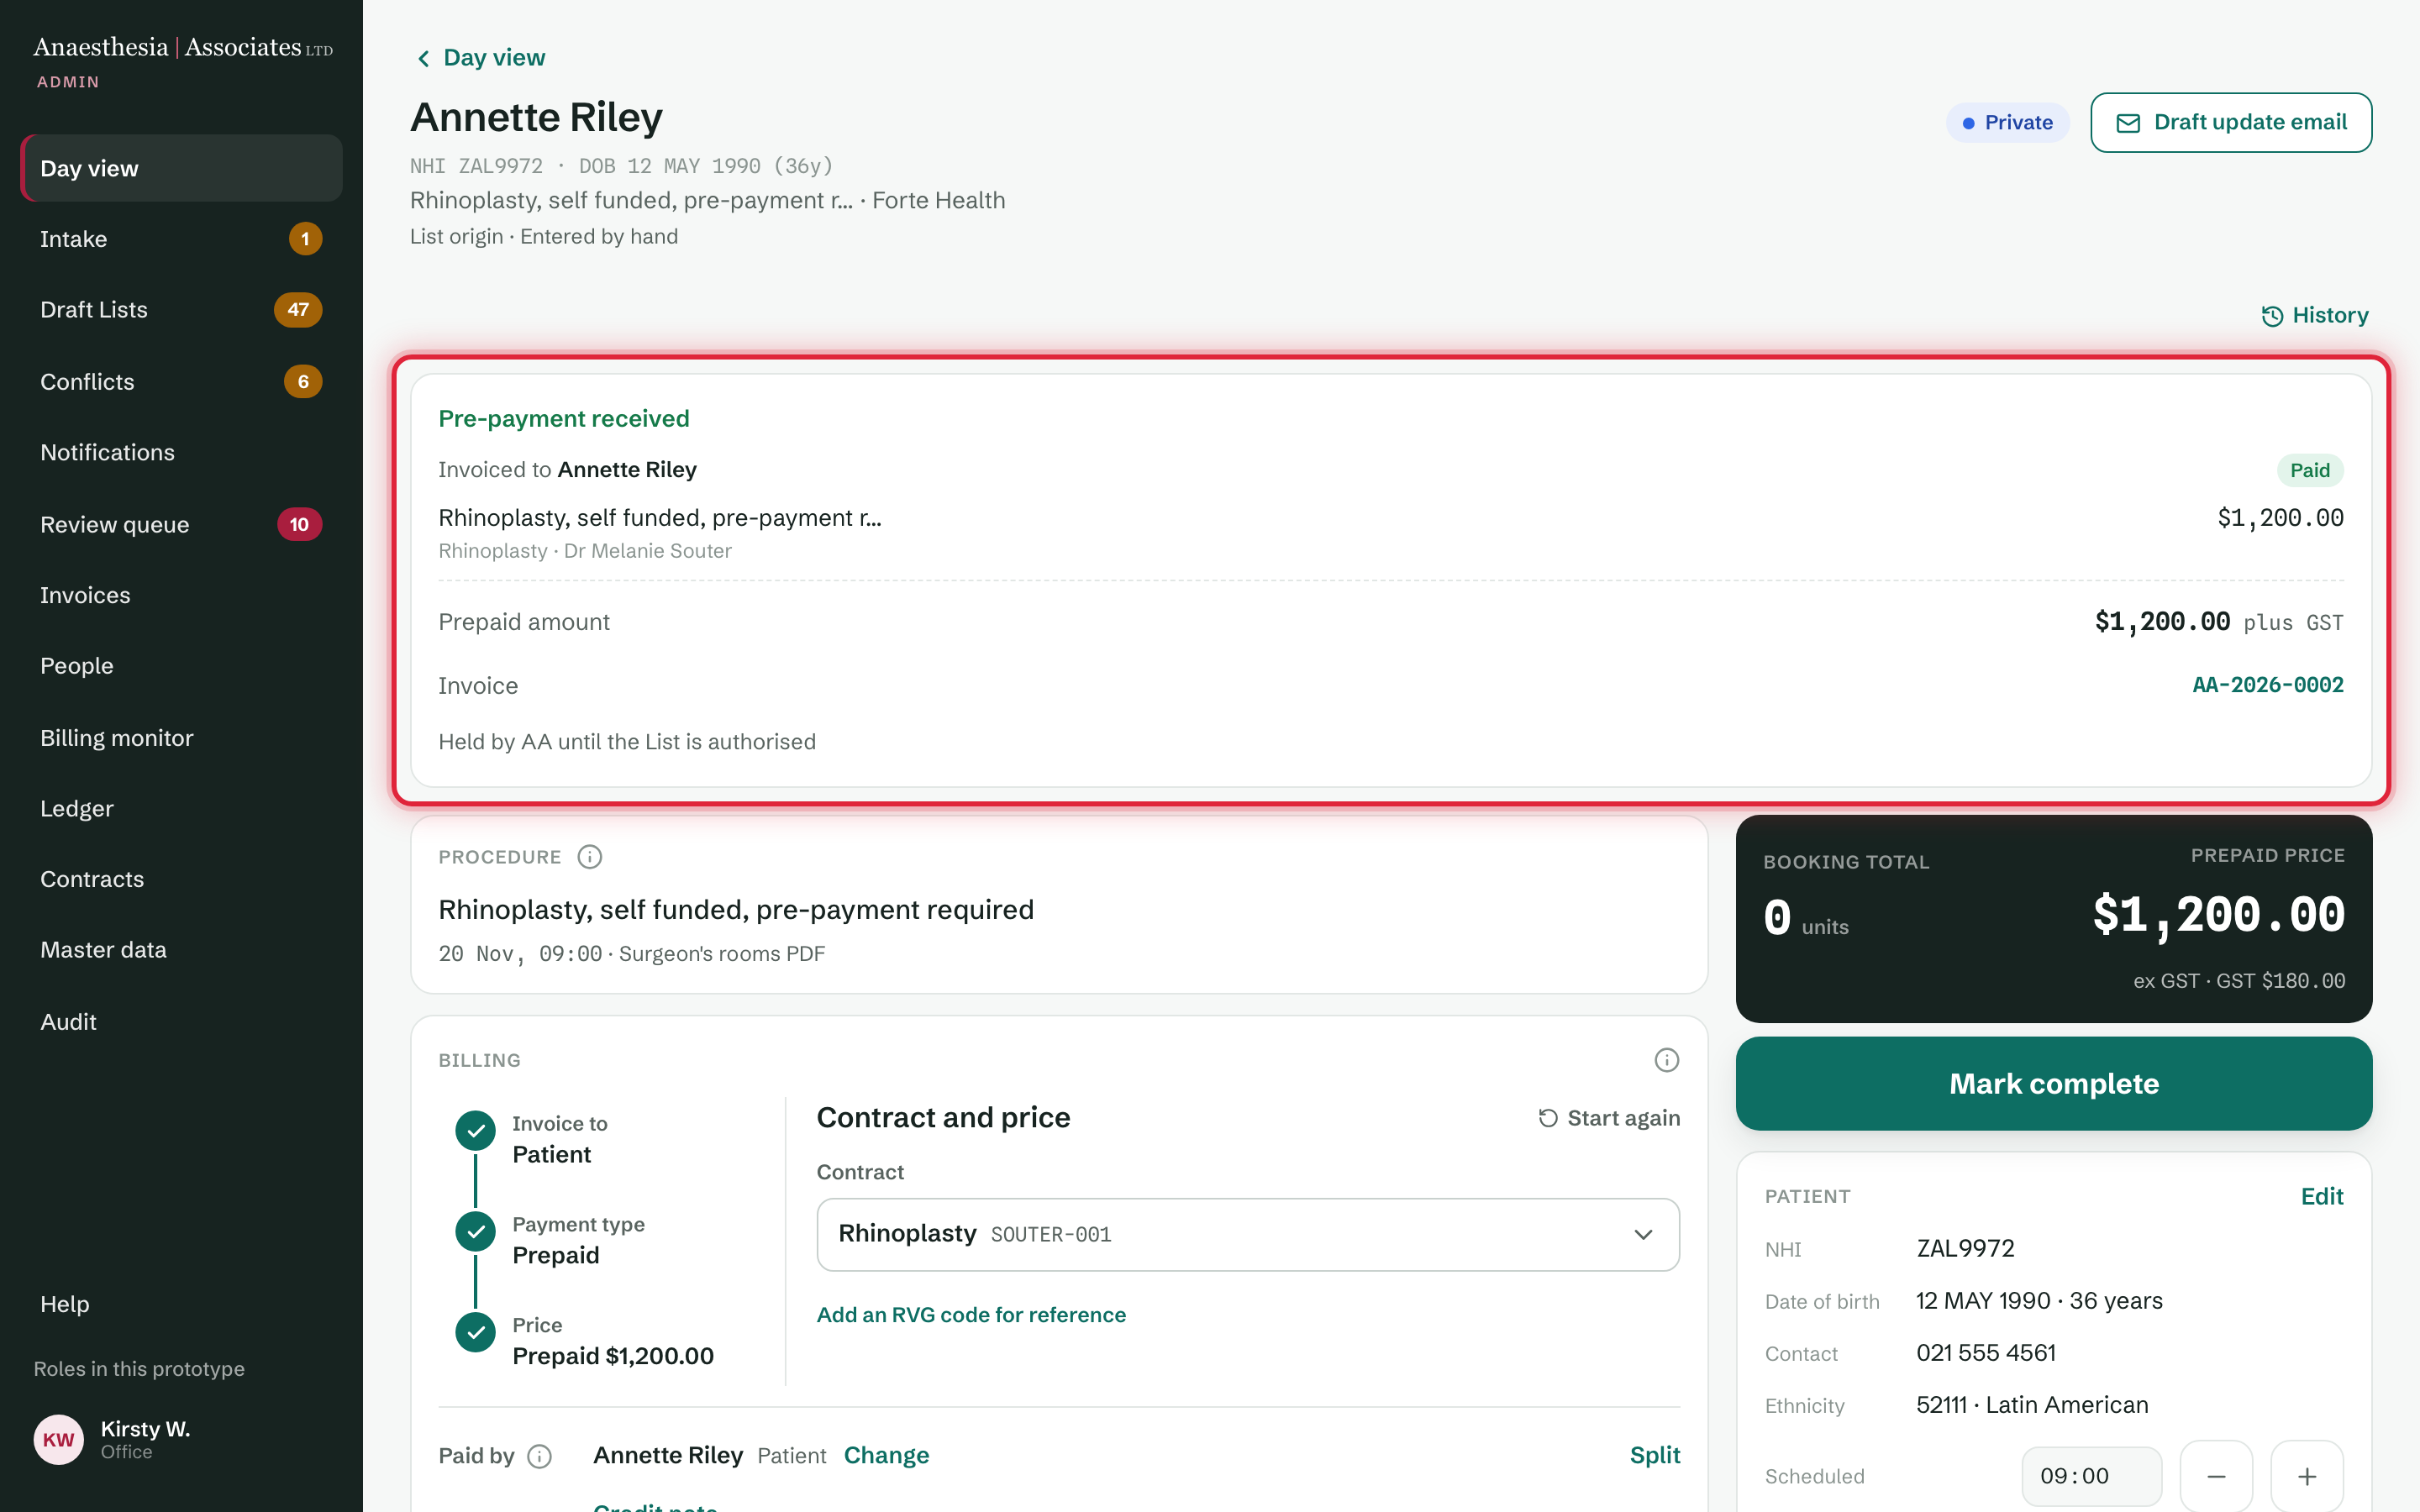 Anaesthesia | Associates LTD
ADMIN
Day view
Intake 1
Draft Lists 47
Conflicts 6
Notifications
Review queue 10
Invoices
People
Billing monitor
Ledger
Contracts
Master data
Audit
Help
Roles in this prototype
KW Kirsty W.
Office
Day view
Annette Riley
Private
Draft update email
NHI ZAL9972 · DOB 12 MAY 1990 (36y)
Rhinoplasty, self funded, pre-payment r... · Forte Health
List origin · Entered by hand
History
Pre-payment received
Invoiced to Annette Riley Paid
Rhinoplasty, self funded, pre-payment r... $1,200.00
Rhinoplasty · Dr Melanie Souter
Prepaid amount $1,200.00 plus GST
Invoice AA-2026-0002
Held by AA until the List is authorised
PROCEDURE
Rhinoplasty, self funded, pre-payment required
20 Nov, 09:00 · Surgeon's rooms PDF
BILLING
Invoice to
Patient
Payment type
Prepaid
Price
Prepaid $1,200.00
Contract and price Start again
Contract
Rhinoplasty SOUTER-001
Add an RVG code for reference
Paid by Annette Riley Patient Change Split
Credit note
BOOKING TOTAL PREPAID PRICE
0 units $1,200.00
ex GST · GST $180.00
Mark complete
PATIENT Edit
NHI ZAL9972
Date of birth 12 MAY 1990 · 36 years
Contact 021 555 4561
Ethnicity 52111 · Latin American
Scheduled 09:00 − +